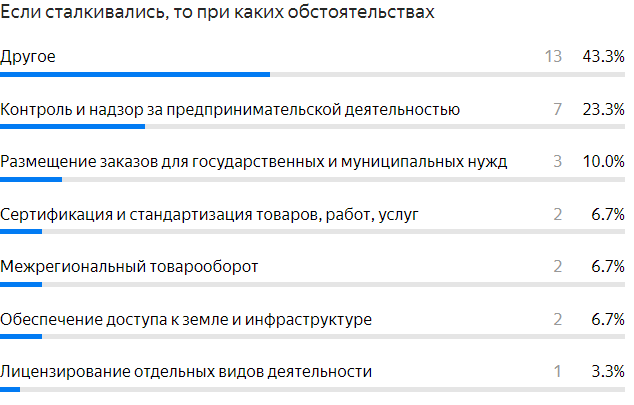 Если сталкивались, то при каких обстоятельствах
Другое 13 43.3%
Контроль и надзор за предпринимательской деятельностью 7 23.3%
Размещение заказов для государственных и муниципальных нужд 3 10.0%
Сертификация и стандартизация товаров, работ, услуг 2 6.7%
Межрегиональный товарооборот 2 6.7%
Обеспечение доступа к земле и инфраструктуре 2 6.7%
Лицензирование отдельных видов деятельности 1 3.3%